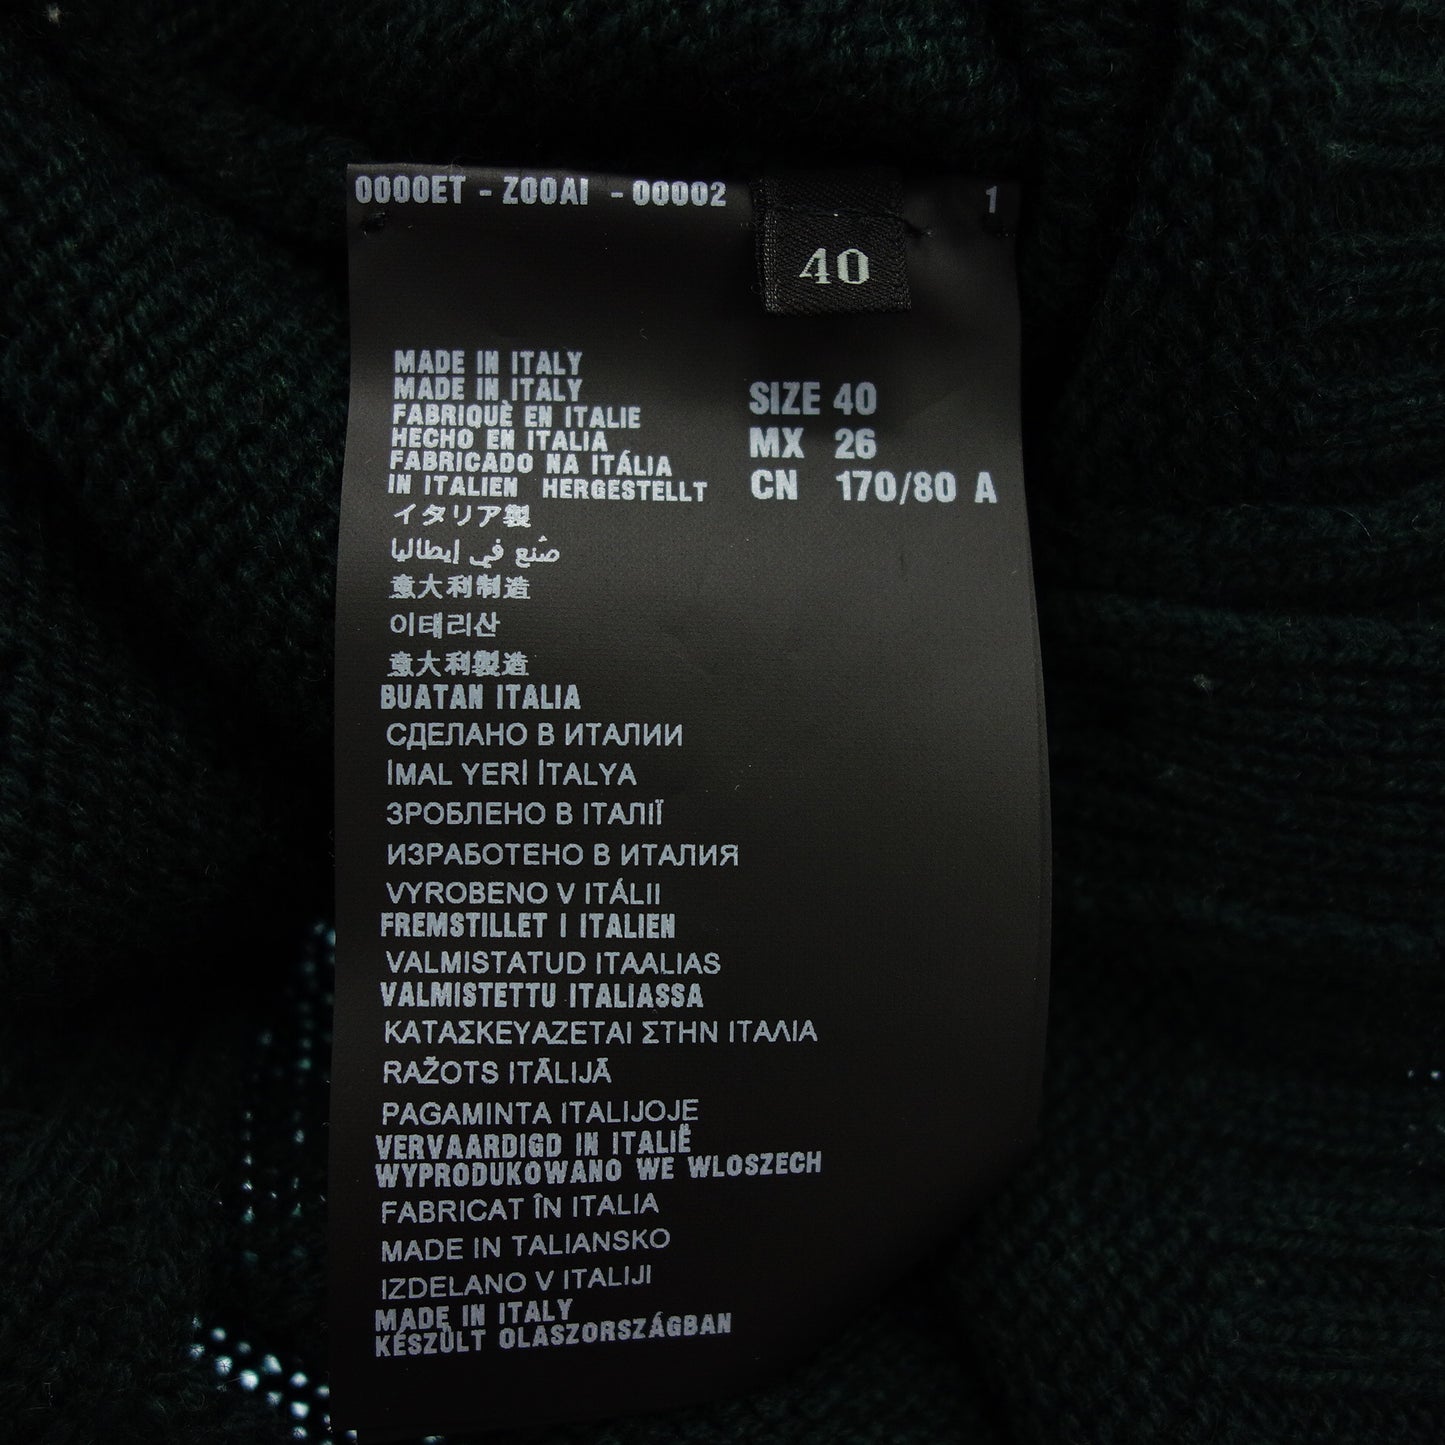 0000ET - Z00AI - 00002
1
40
MADE IN ITALY
MADE IN ITALY
FABRIQUÈ EN ITALIE
HECHO EN ITALIA
FABRICADO NA ITÁLIA
IN ITALIEN HERGESTELLT
SIZE 40
MX 26
CN 170/80 A
イタリア製
صُنع في إيطاليا
意大利制造
이태리산
意大利製造
BUATAN ITALIA
СДЕЛАНО В ИТАЛИИ
İMAL YERİ İTALYA
ЗРОБЛЕНО В ІТАЛІЇ
ИЗРАБОТЕНО В ИТАЛИЯ
VYROBENO V ITÁLII
FREMSTILLET I ITALIEN
VALMISTATUD ITAALIAS
VALMISTETTU ITALIASSA
ΚΑΤΑΣΚΕΥΑΖΕΤΑΙ ΣΤΗΝ ΙΤΑΛΙΑ
RAŽOTS ITĀLIJĀ
PAGAMINTA ITALIJOJE
VERVAARDIGD IN ITALIË
WYPRODUKOWANO WE WLOSZECH
FABRICAT ÎN ITALIA
MADE IN TALIANSKO
IZDELANO V ITALIJI
MADE IN ITALY
KÉSZÜLT OLASZORSZÁGBAN